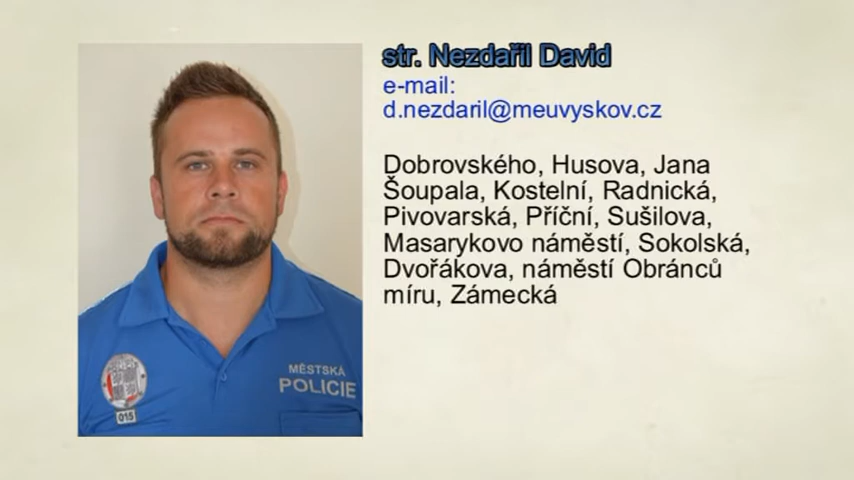 str. Nezdařil David
e-mail:
d.nezdaril@meuvyskov.cz
Dobrovského, Husova, Jana
Šoupala, Kostelní, Radnická,
Pivovarská, Příční, Sušilova,
Masarykovo náměstí, Sokolská,
Dvořákova, náměstí Obránců
míru, Zámecká
MĚSTSKÁ
POLICIE
015